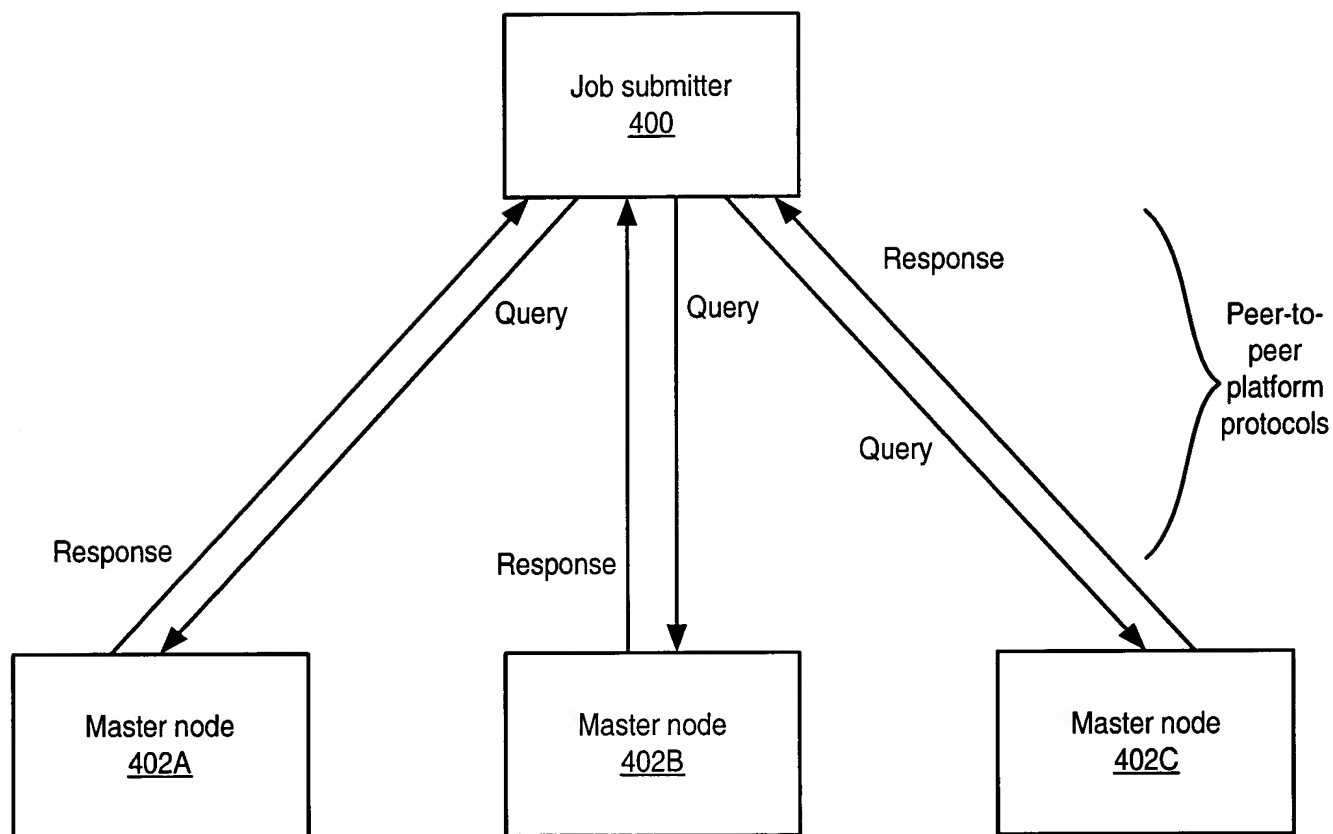 Job submitter
400
Response
Query
Query
Peer-to-
peer
platform
protocols
Query
Response
Response
Master node
402A
Master node
402B
Master node
402C